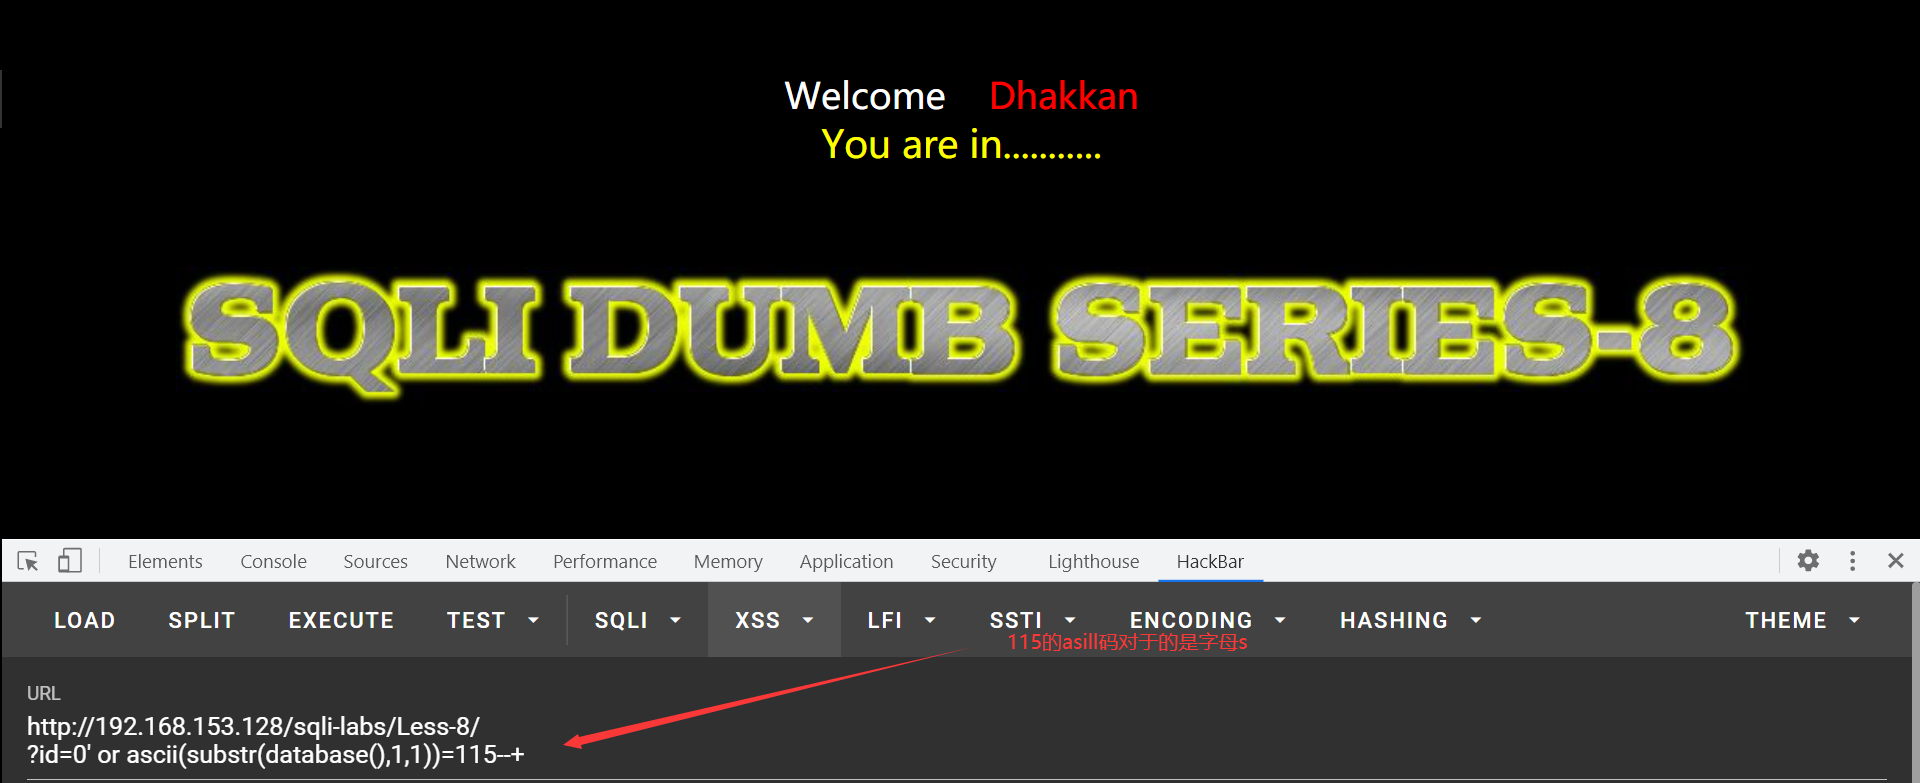 Welcome Dhakkan
You are in...........
SQLI DUMB SERIES-8
Elements Console Sources Network Performance Memory Application Security Lighthouse HackBar
LOAD SPLIT EXECUTE TEST SQLI XSS LFI SSTI ENCODING HASHING THEME
115的asill码对于的是字母s
URL
http://192.168.153.128/sqli-labs/Less-8/
?id=0' or ascii(substr(database(),1,1))=115--+